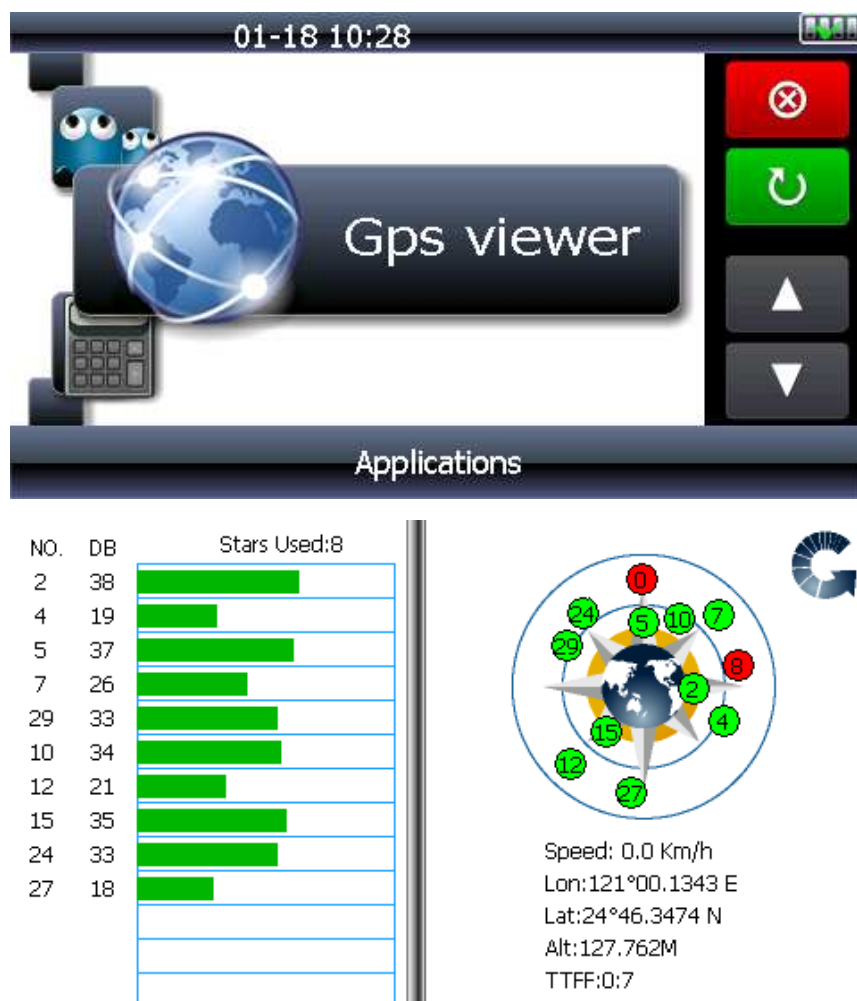 01-18 10:28
Gps viewer
Applications
NO. DB Stars Used:8
2 38
4 19
5 37
7 26
29 33
10 34
12 21
15 35
24 33
27 18
0
24 5 10 7
29
8
2
15 4
12
27
Speed: 0.0 Km/h
Lon:121°00.1343 E
Lat:24°46.3474 N
Alt:127.762M
TTFF:0:7